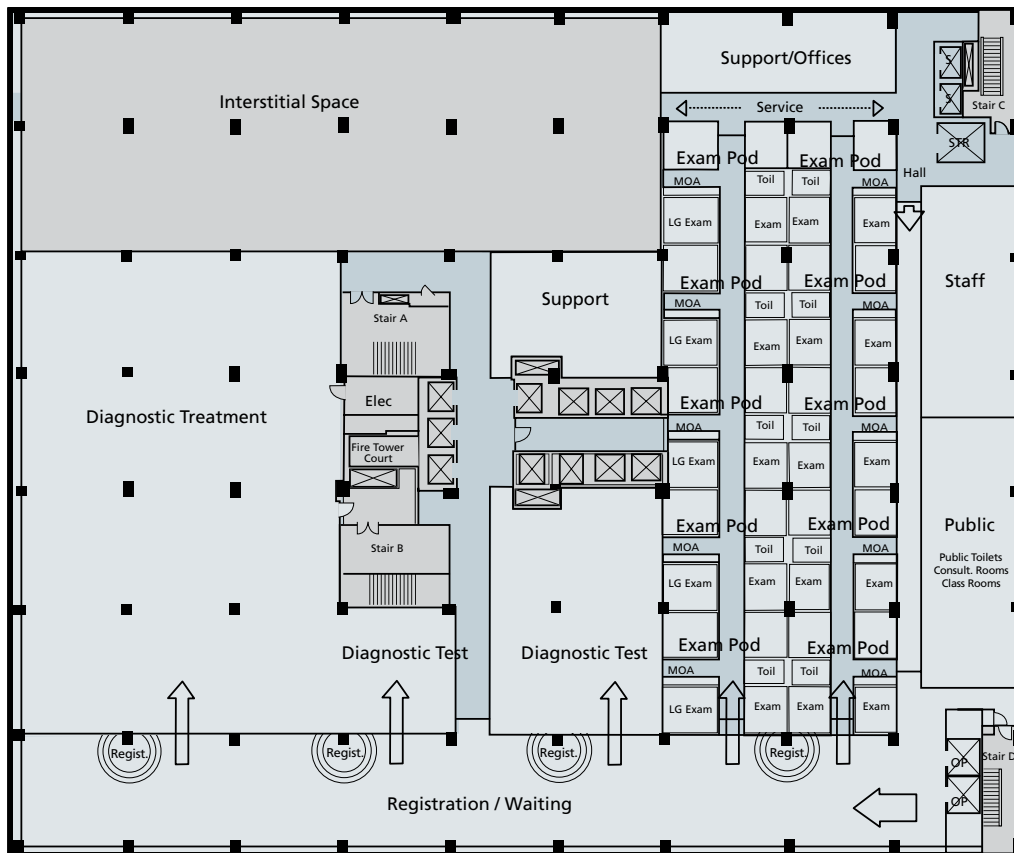 Support/Offices
Interstitial Space
S
S
Stair C
Service
STR
Exam Pod
Exam Pod
Hall
MOA
Toil
Toil
MOA
LG Exam
Exam
Exam
Exam
Exam Pod
Exam Pod
Staff
Support
MOA
Toil
Toil
MOA
Stair A
LG Exam
Exam
Exam
Exam
Elec
Exam Pod
Exam Pod
Diagnostic Treatment
MOA
Toil
Toil
MOA
Fire Tower
Court
LG Exam
Exam
Exam
Exam
Exam Pod
Exam Pod
Public
Stair B
MOA
Toil
Toil
MOA
Public Toilets
Consult. Rooms
Class Rooms
LG Exam
Exam
Exam
Exam
Diagnostic Test
Diagnostic Test
Exam Pod
Exam Pod
MOA
Toil
Toil
MOA
LG Exam
Exam
Exam
Exam
Regist.
Regist.
Regist.
Regist.
OP
Stair D
Registration / Waiting
OP